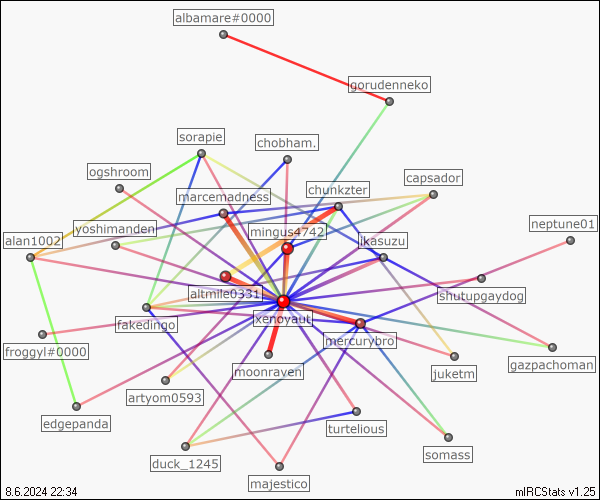 albamare#0000
gorudenneko
sorapie
chobham.
ogshroom
capsador
marcemadness
chunkzter
neptune01
yoshimanden
mingus4742
alan1002
ikasuzu
altmile0331
shutupgaydog
xenoyaut
fakedingo
mercurybro
froggyl#0000
gazpachoman
moonraven
juketm
artyom0593
edgepanda
turtelious
somass
duck_1245
majestico
8.6.2024 22:34
mIRCStats v1.25